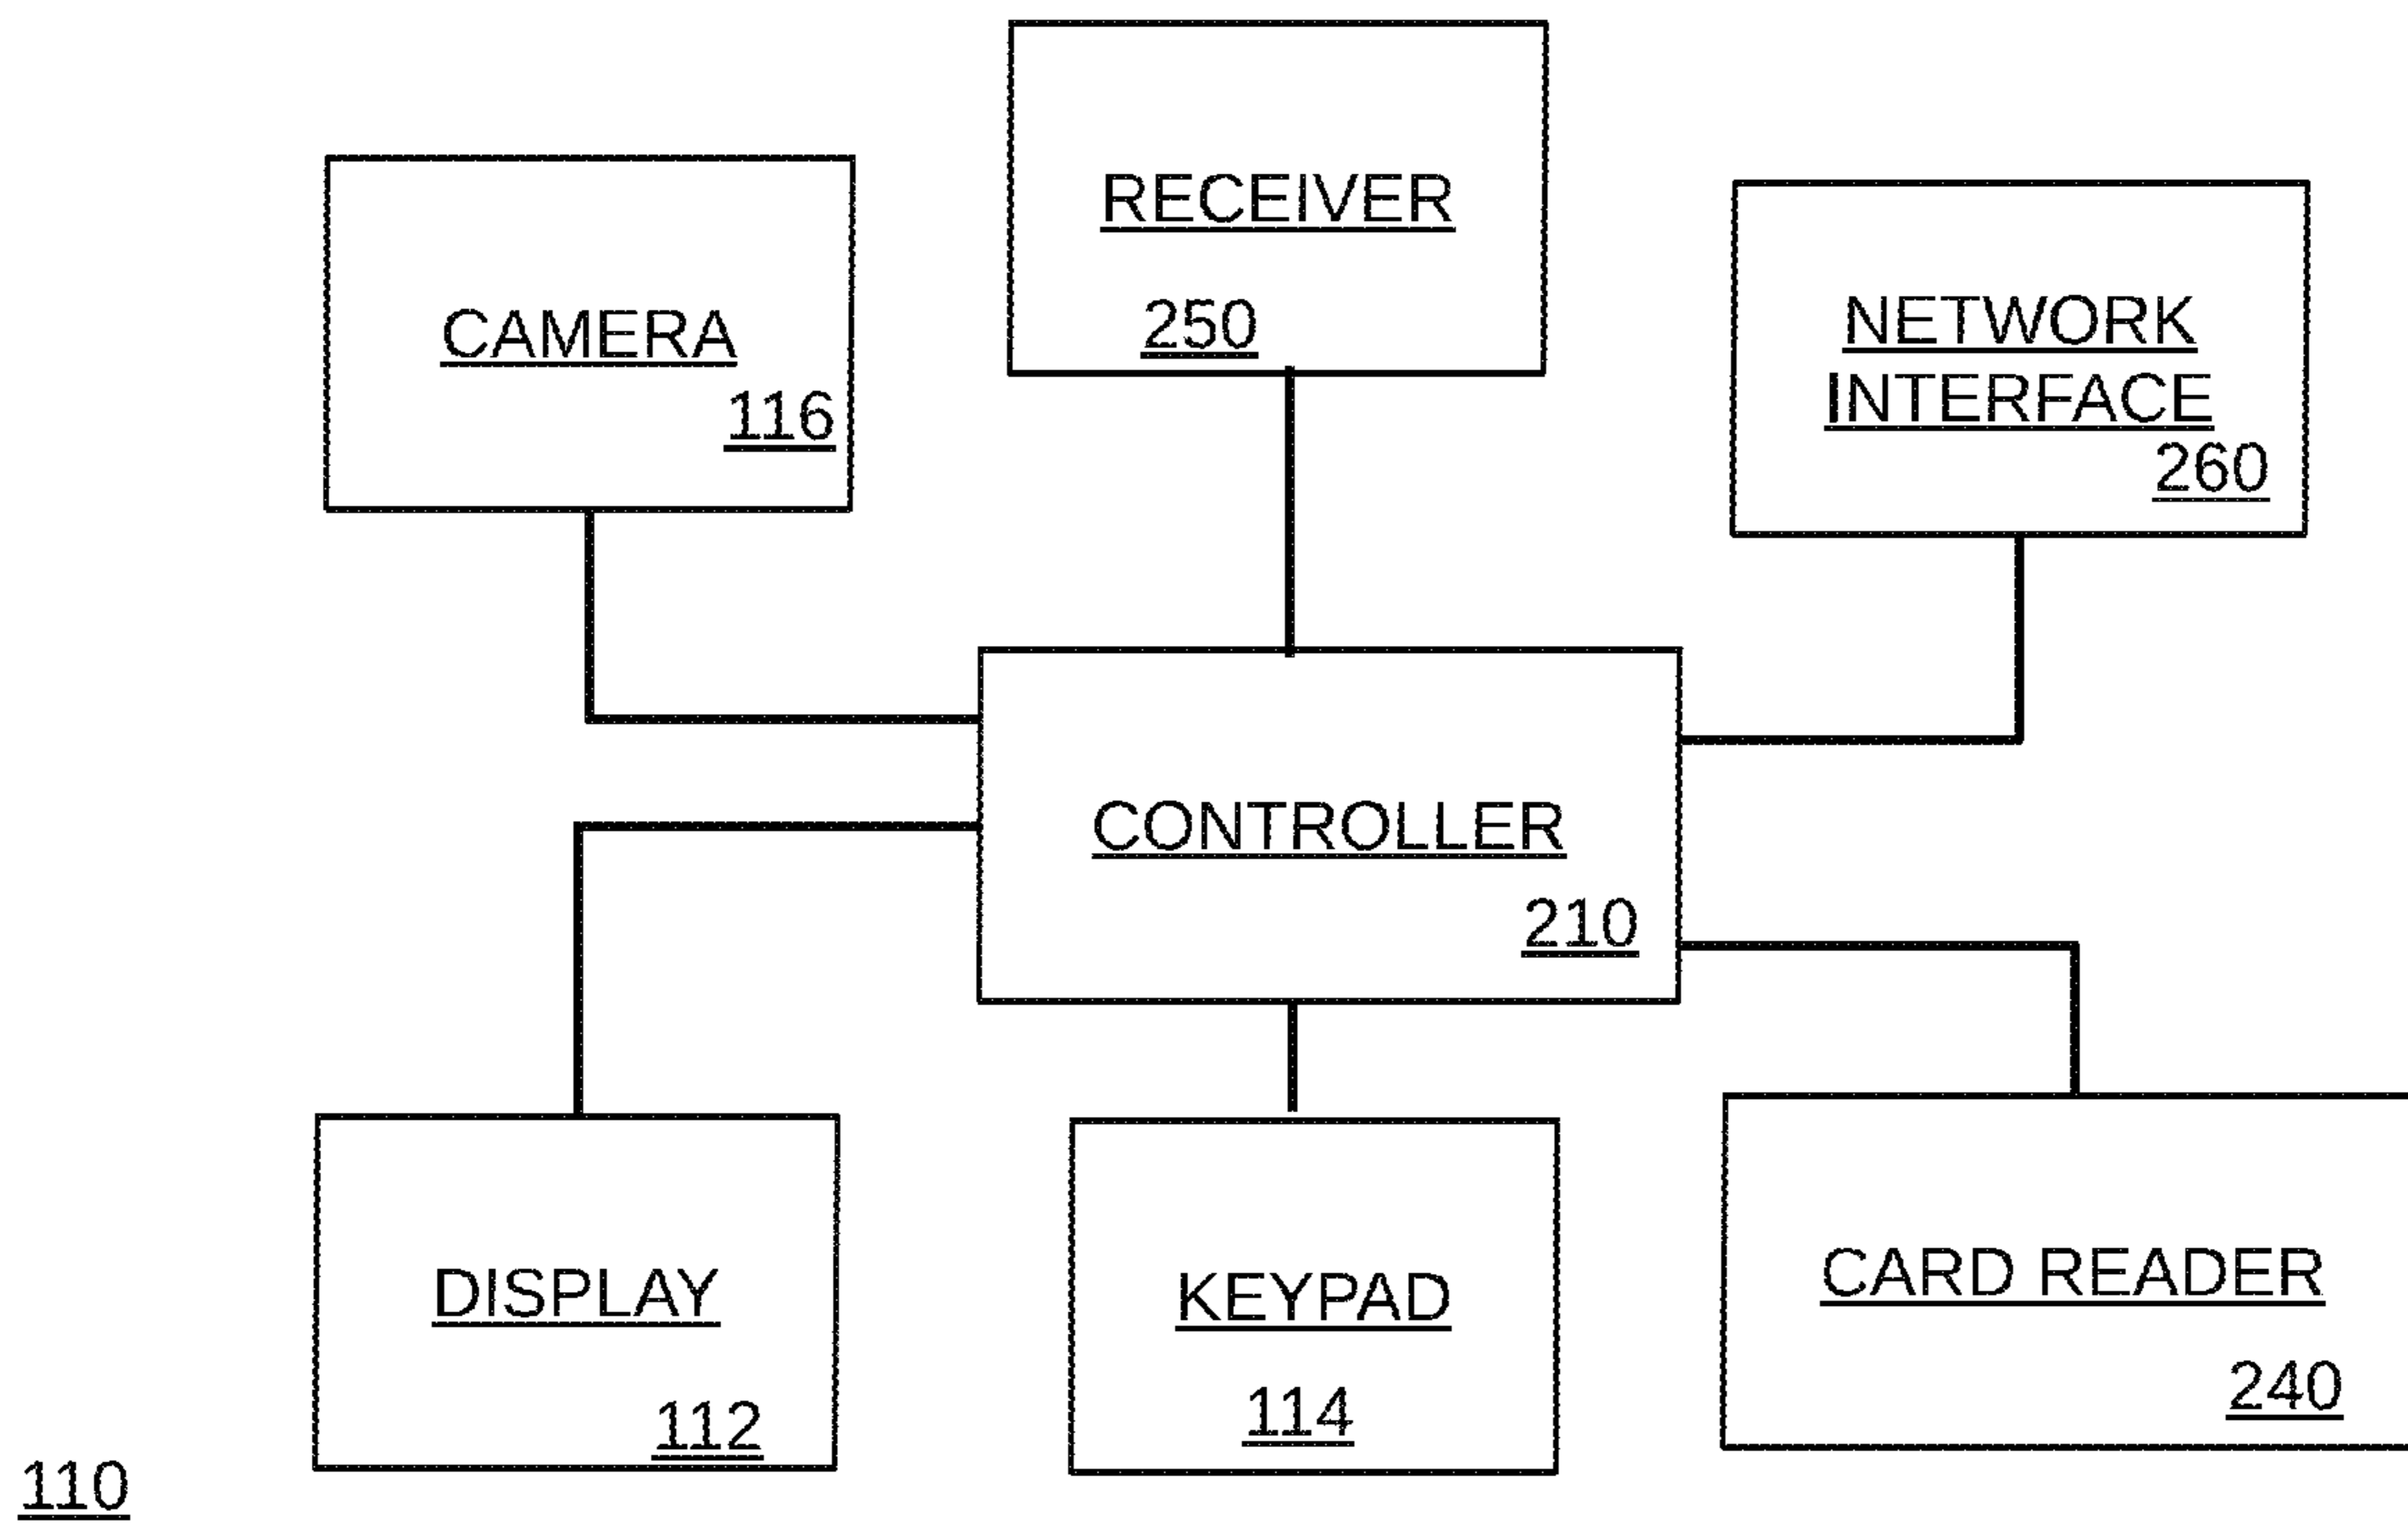 RECEIVER
250
CAMERA
116
NETWORK
INTERFACE
260
CONTROLLER
210
DISPLAY
112
KEYPAD
114
CARD READER
240
110